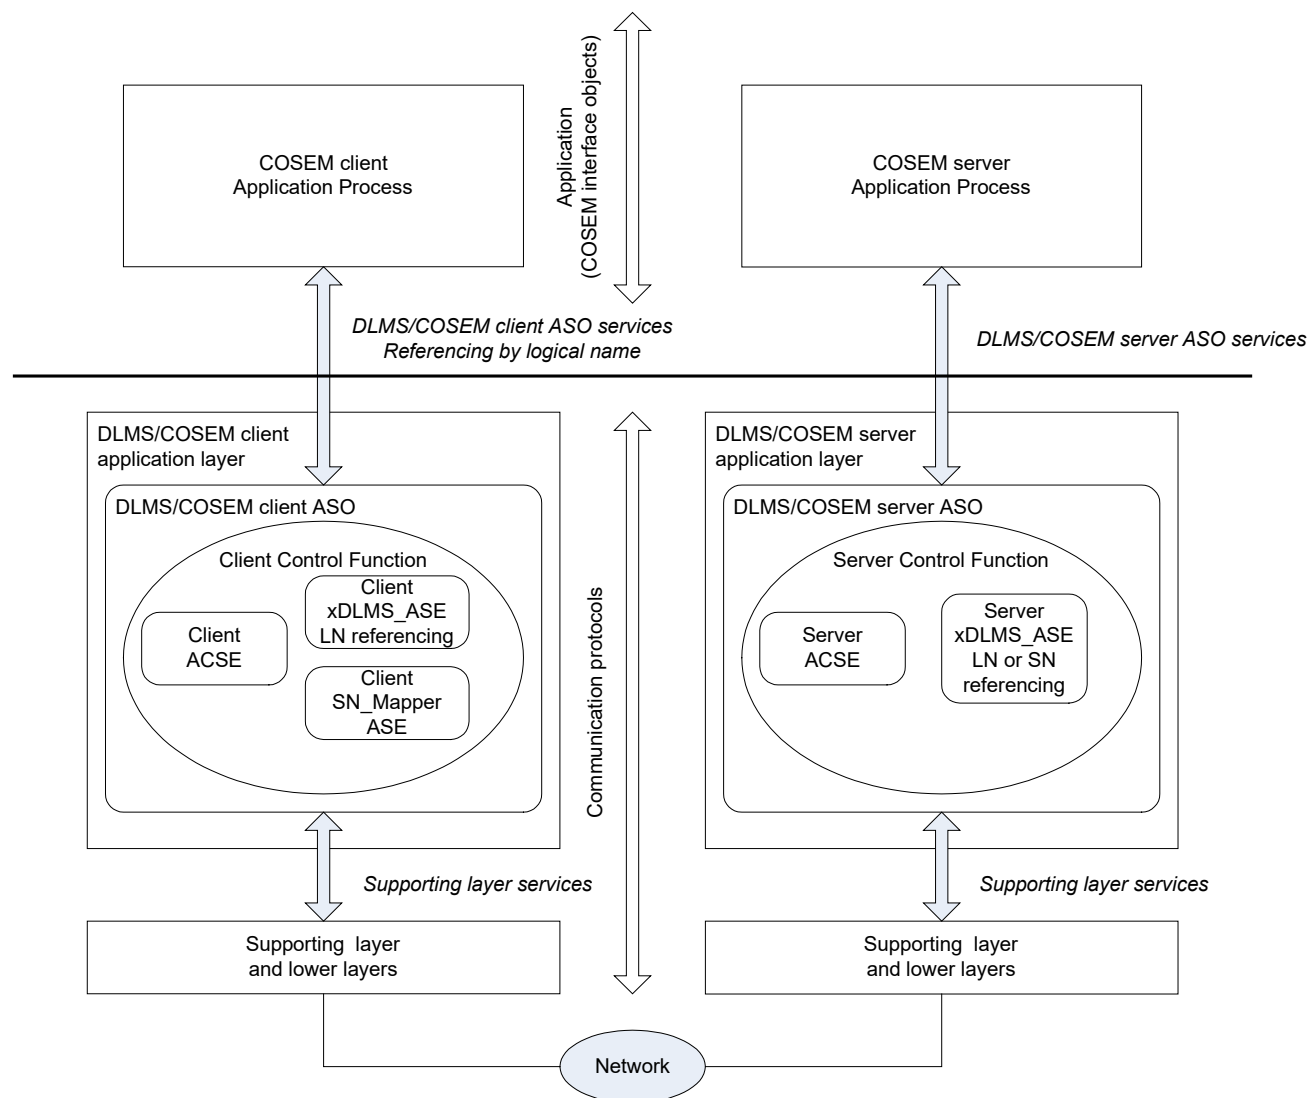 COSEM client
Application Process
Application
(COSEM interface objects)
COSEM server
Application Process
DLMS/COSEM client ASO services
Referencing by logical name
DLMS/COSEM server ASO services
DLMS/COSEM client
application layer
DLMS/COSEM client ASO
Client Control Function
Client
ACSE
Client
xDLMS_ASE
LN referencing
Client
SN_Mapper
ASE
Communication protocols
DLMS/COSEM server
application layer
DLMS/COSEM server ASO
Server Control Function
Server
ACSE
Server
xDLMS_ASE
LN or SN
referencing
Supporting layer services
Supporting layer services
Supporting layer
and lower layers
Supporting layer
and lower layers
Network